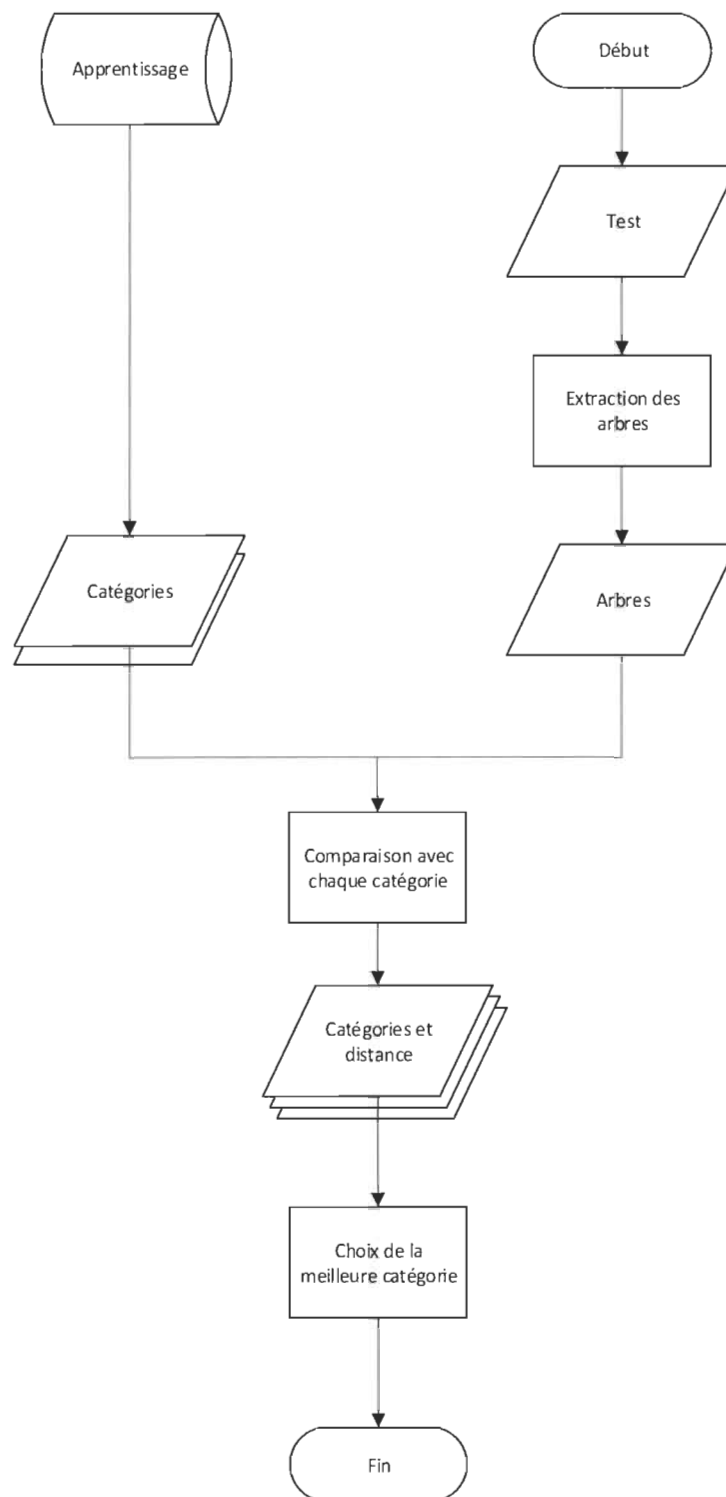 Apprentissage
Début
Test
Extraction des
arbres
Catégories
Arbres
Comparaison avec
chaque catégorie
Catégories et
distance
Choix de la
meilleure catégorie
Fin